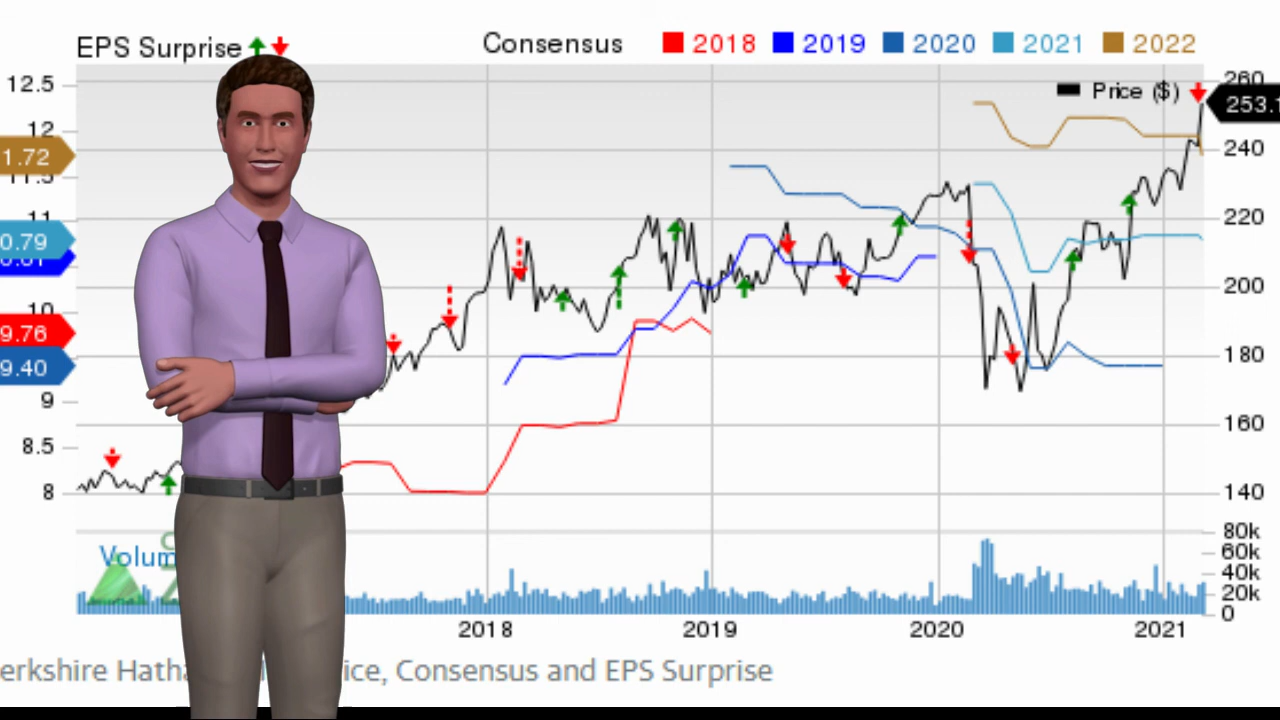 EPS Surprise
Consensus 2018 2019 2020 2021 2022
Price ($)
12.5
12
11.5
11
10
9
8.5
8
1.72
0.79
9.76
9.40
260
253.1
240
220
200
180
160
140
80k
60k
40k
20k
0
Volum
2018 2019 2020 2021
erkshire Hatha ice, Consensus and EPS Surprise